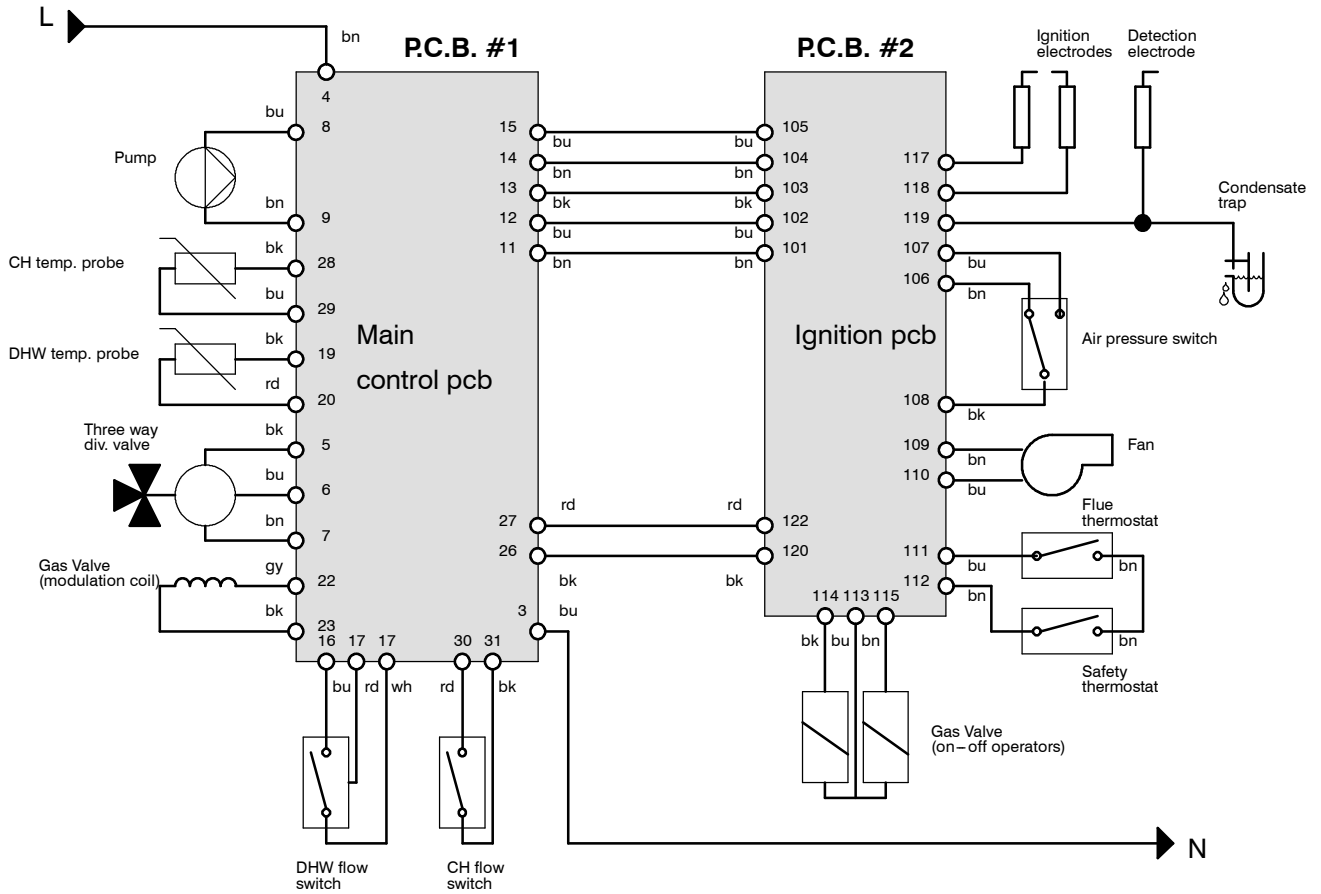 L
bn
P.C.B. #1
P.C.B. #2
Ignition
electrodes
Detection
electrode
4
bu
8
Pump
bn
9
bk
CH temp. probe
28
bu
29
bk
DHW temp. probe
19
rd
20
Three way
div. valve
bk
5
bu
6
bn
7
Gas Valve
(modulation coil)
gy
22
bk
23
Main
control pcb
15
bu
bu
105
14
bn
bn
104
13
bk
bk
103
12
bu
bu
102
11
bn
bn
101
27
rd
rd
122
26
bk
bk
120
3
bu
Ignition pcb
117
118
119
Condensate
trap
107
bu
106
bn
Air pressure switch
108
bk
109
bn
Fan
110
bu
Flue
thermostat
111
bu
bn
112
bn
bn
Safety
thermostat
114 113 115
bk bu bn
Gas Valve
(on–off operators)
16 17 17
bu rd wh
30 31
rd bk
DHW flow
switch
CH flow
switch
N